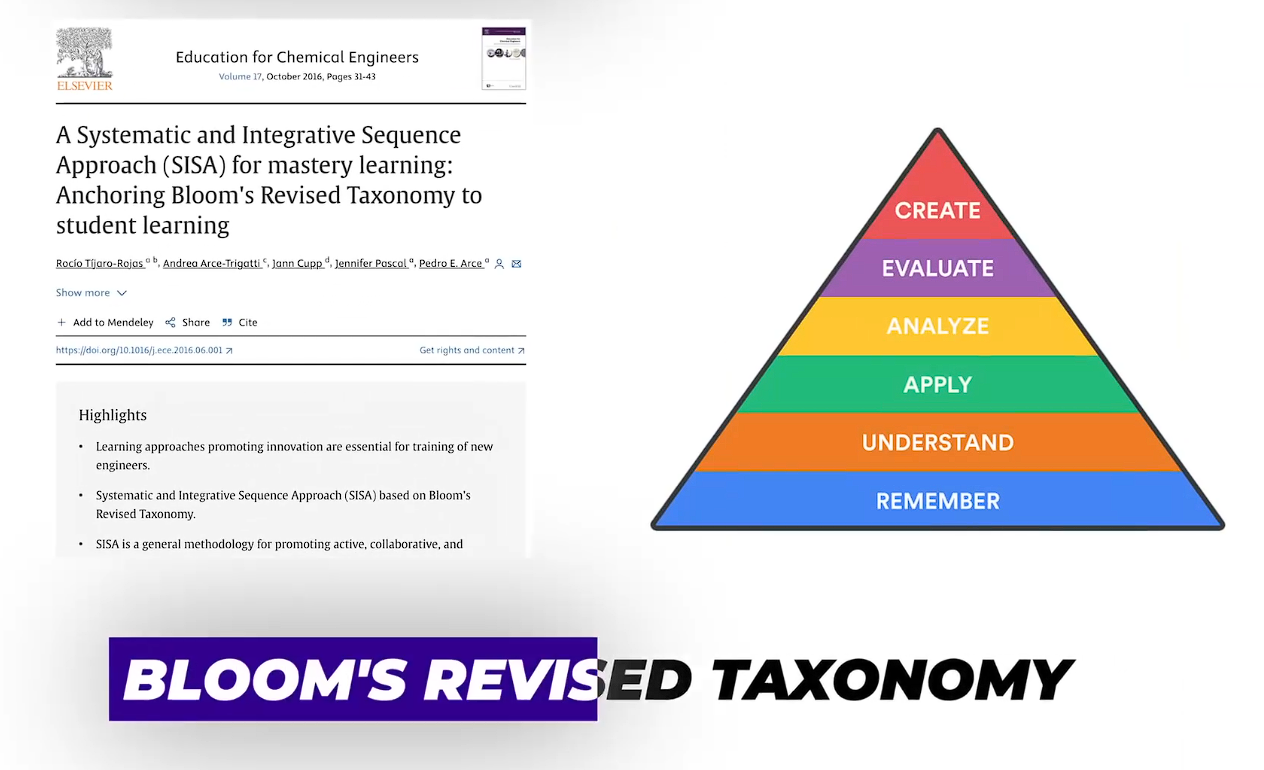 ELSEVIER
Education for Chemical Engineers
Volume 17, October 2016, Pages 31-43
A Systematic and Integrative Sequence
Approach (SISA) for mastery learning:
Anchoring Bloom's Revised Taxonomy to
student learning
Rocío Tíjaro-Rojas a b, Andrea Arce-Trigatti c, Jann Cupp d, Jennifer Pascal a, Pedro E. Arce a
Show more
+ Add to Mendeley Share Cite
https://doi.org/10.1016/j.ece.2016.06.001 Get rights and content
Highlights
• Learning approaches promoting innovation are essential for training of new
engineers.
• Systematic and Integrative Sequence Approach (SISA) based on Bloom's
Revised Taxonomy.
• SISA is a general methodology for promoting active, collaborative, and
CREATE
EVALUATE
ANALYZE
APPLY
UNDERSTAND
REMEMBER
BLOOM'S REVISED TAXONOMY